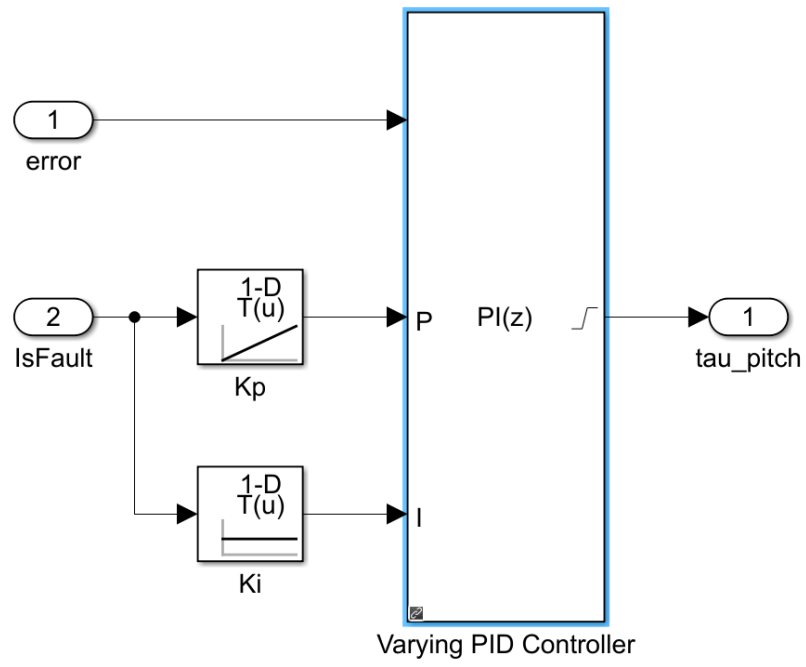 1
error
2
IsFault
1-D
T(u)
Kp
1-D
T(u)
Ki
P
PI(z)
I
Varying PID Controller
1
tau_pitch